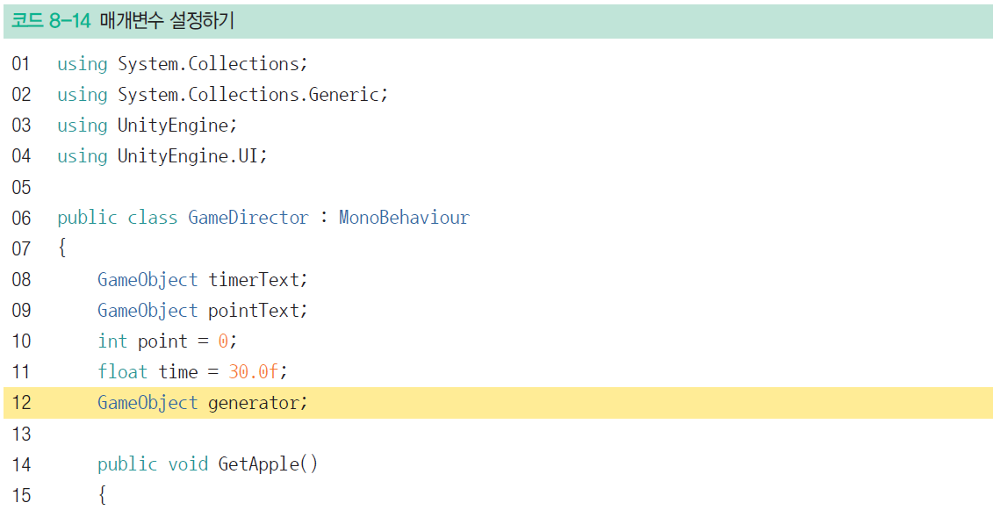 코드 8-14 매개변수 설정하기
01 using System.Collections;
02 using System.Collections.Generic;
03 using UnityEngine;
04 using UnityEngine.UI;
05
06 public class GameDirector : MonoBehaviour
07 {
08 GameObject timerText;
09 GameObject pointText;
10 int point = 0;
11 float time = 30.0f;
12 GameObject generator;
13
14 public void GetApple()
15 {